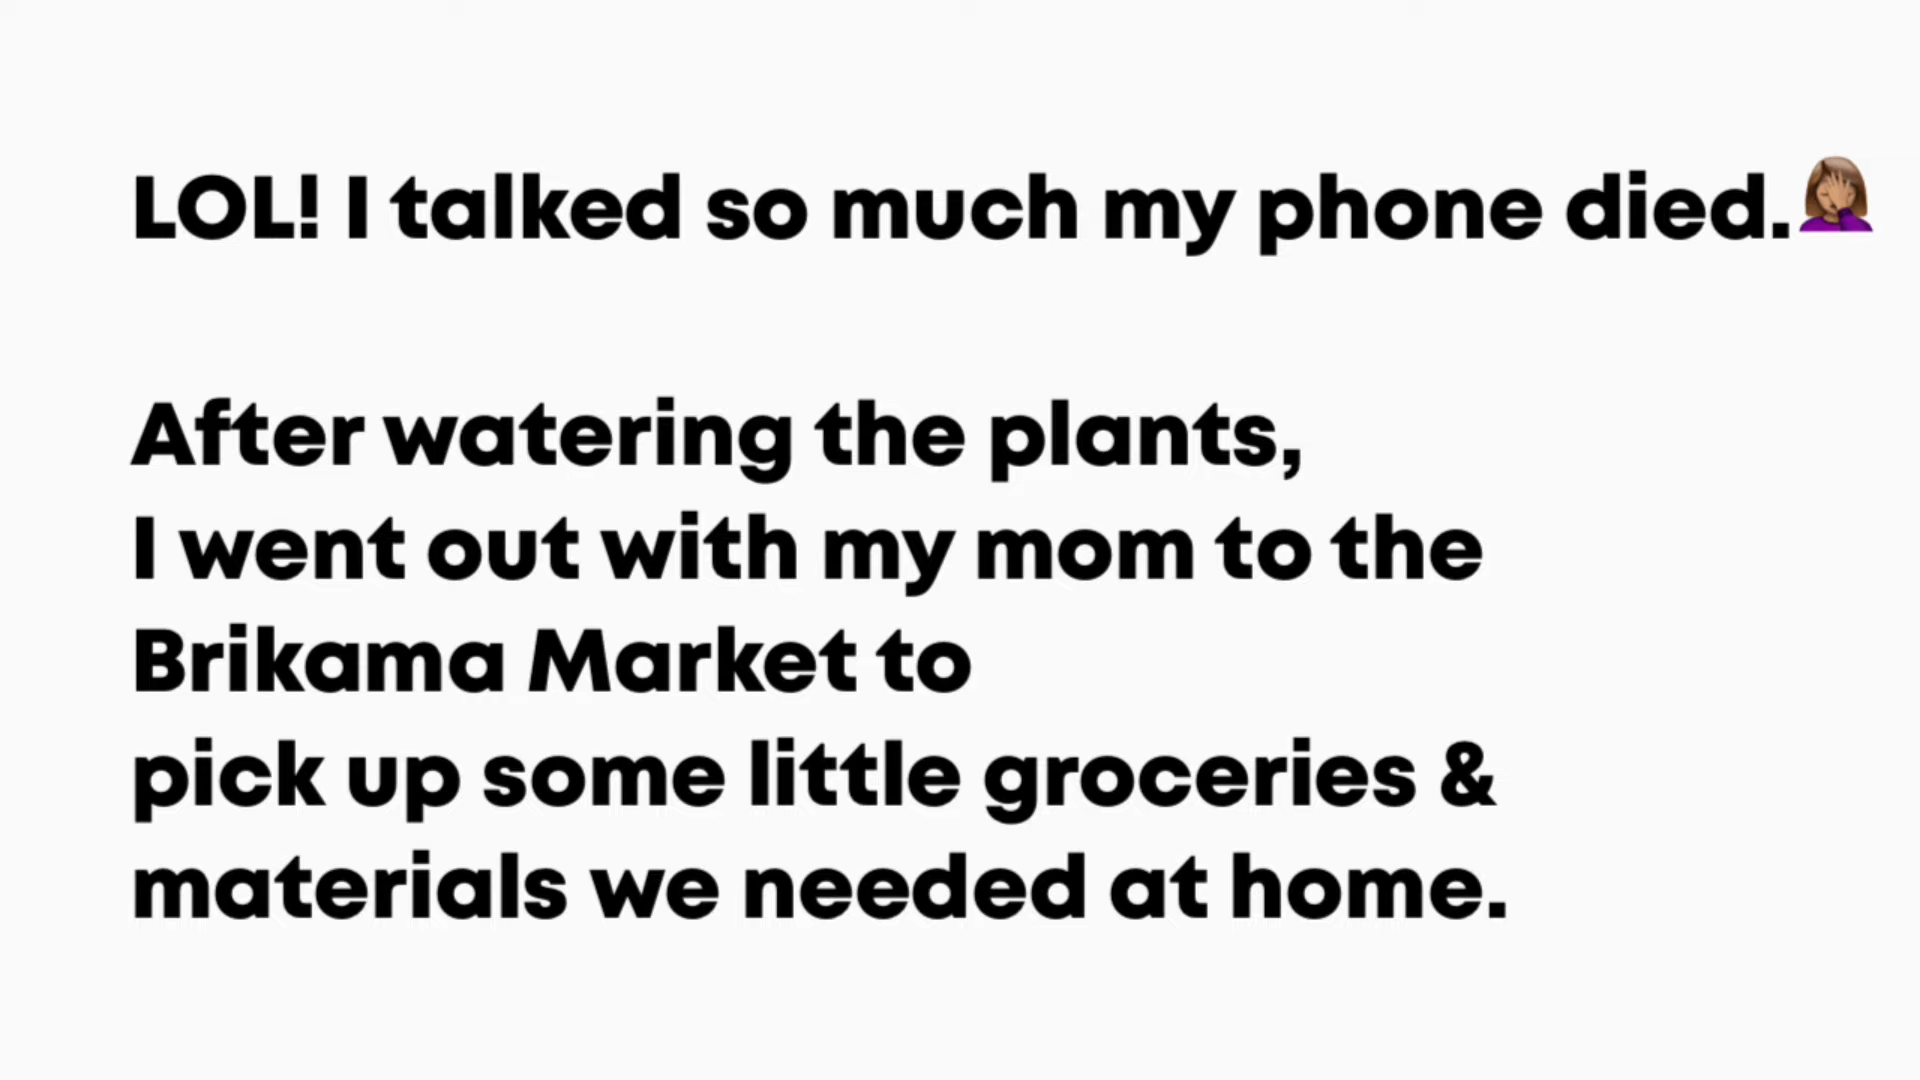 LOL! I talked so much my phone died.🤦🏽‍♀️
After watering the plants,
I went out with my mom to the
Brikama Market to
pick up some little groceries &
materials we needed at home.